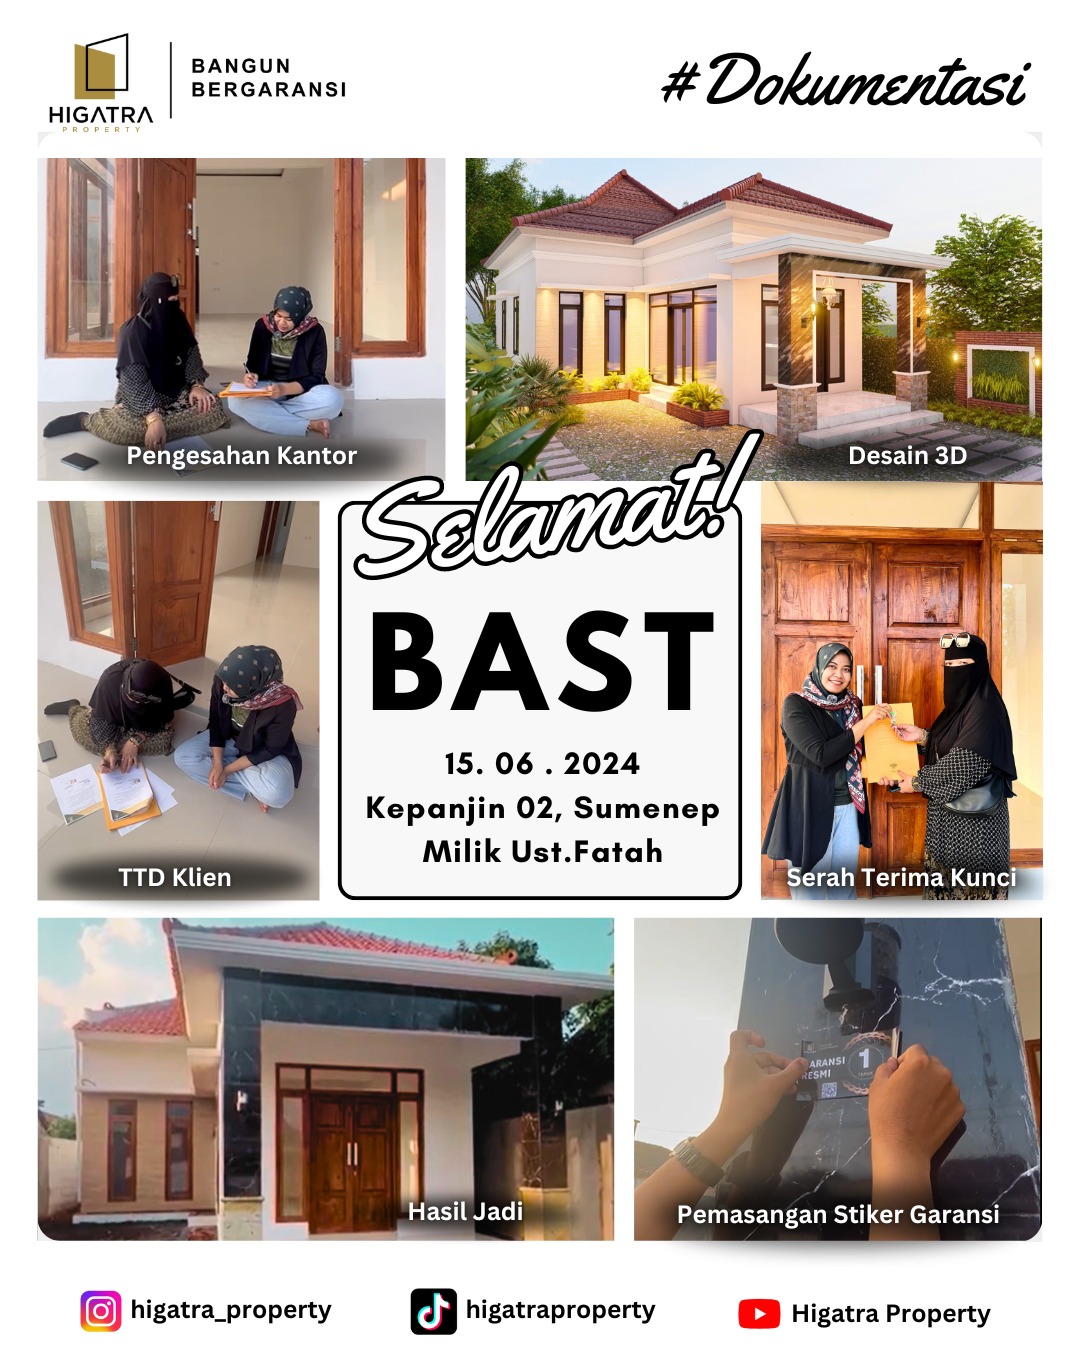 HIGATRA
PROPERTY
BANGUN
BERGARANSI
#Dokumentasi
Pengesahan Kantor
Desain 3D
Selamat!
BAST
15. 06 . 2024
Kepanjin 02, Sumenep
Milik Ust.Fatah
TTD Klien
Serah Terima Kunci
Hasil Jadi
ARANSI
RESMI
1
Pemasangan Stiker Garansi
higatra_property
higatraproperty
Higatra Property